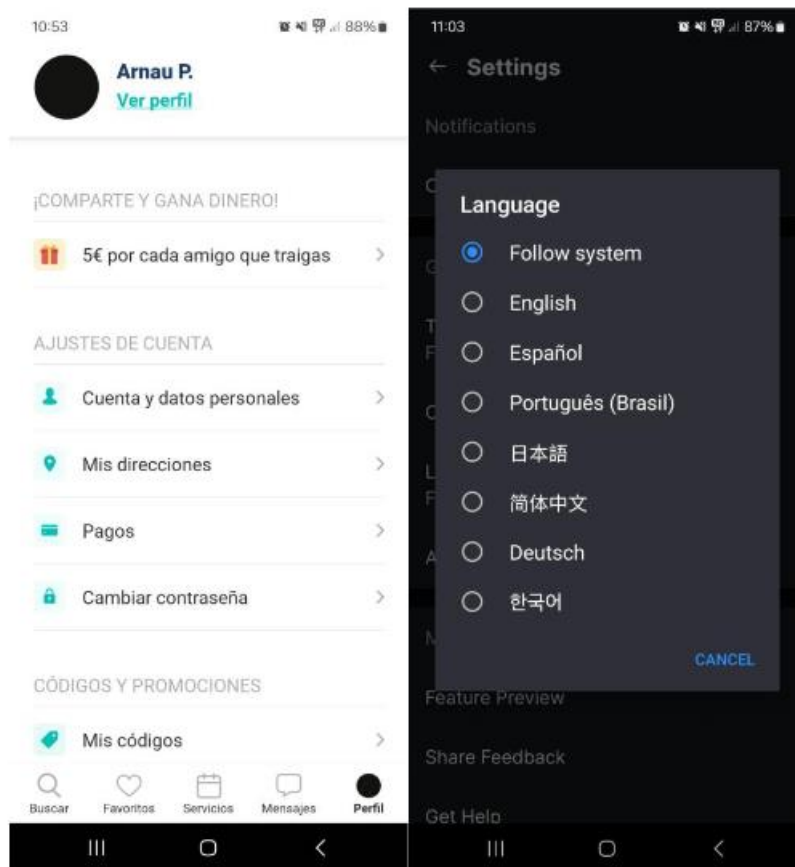 10:53
88%
Arnau P.
Ver perfil
¡COMPARTE Y GANA DINERO!
5€ por cada amigo que traigas
AJUSTES DE CUENTA
Cuenta y datos personales
Mis direcciones
Pagos
Cambiar contraseña
CÓDIGOS Y PROMOCIONES
Mis códigos
Buscar
Favoritos
Servicios
Mensajes
Perfil
11:03
87%
Settings
Notifications
Language
Follow system
English
Español
Português (Brasil)
日本語
简体中文
Deutsch
한국어
CANCEL
Feature Preview
Share Feedback
Get Help